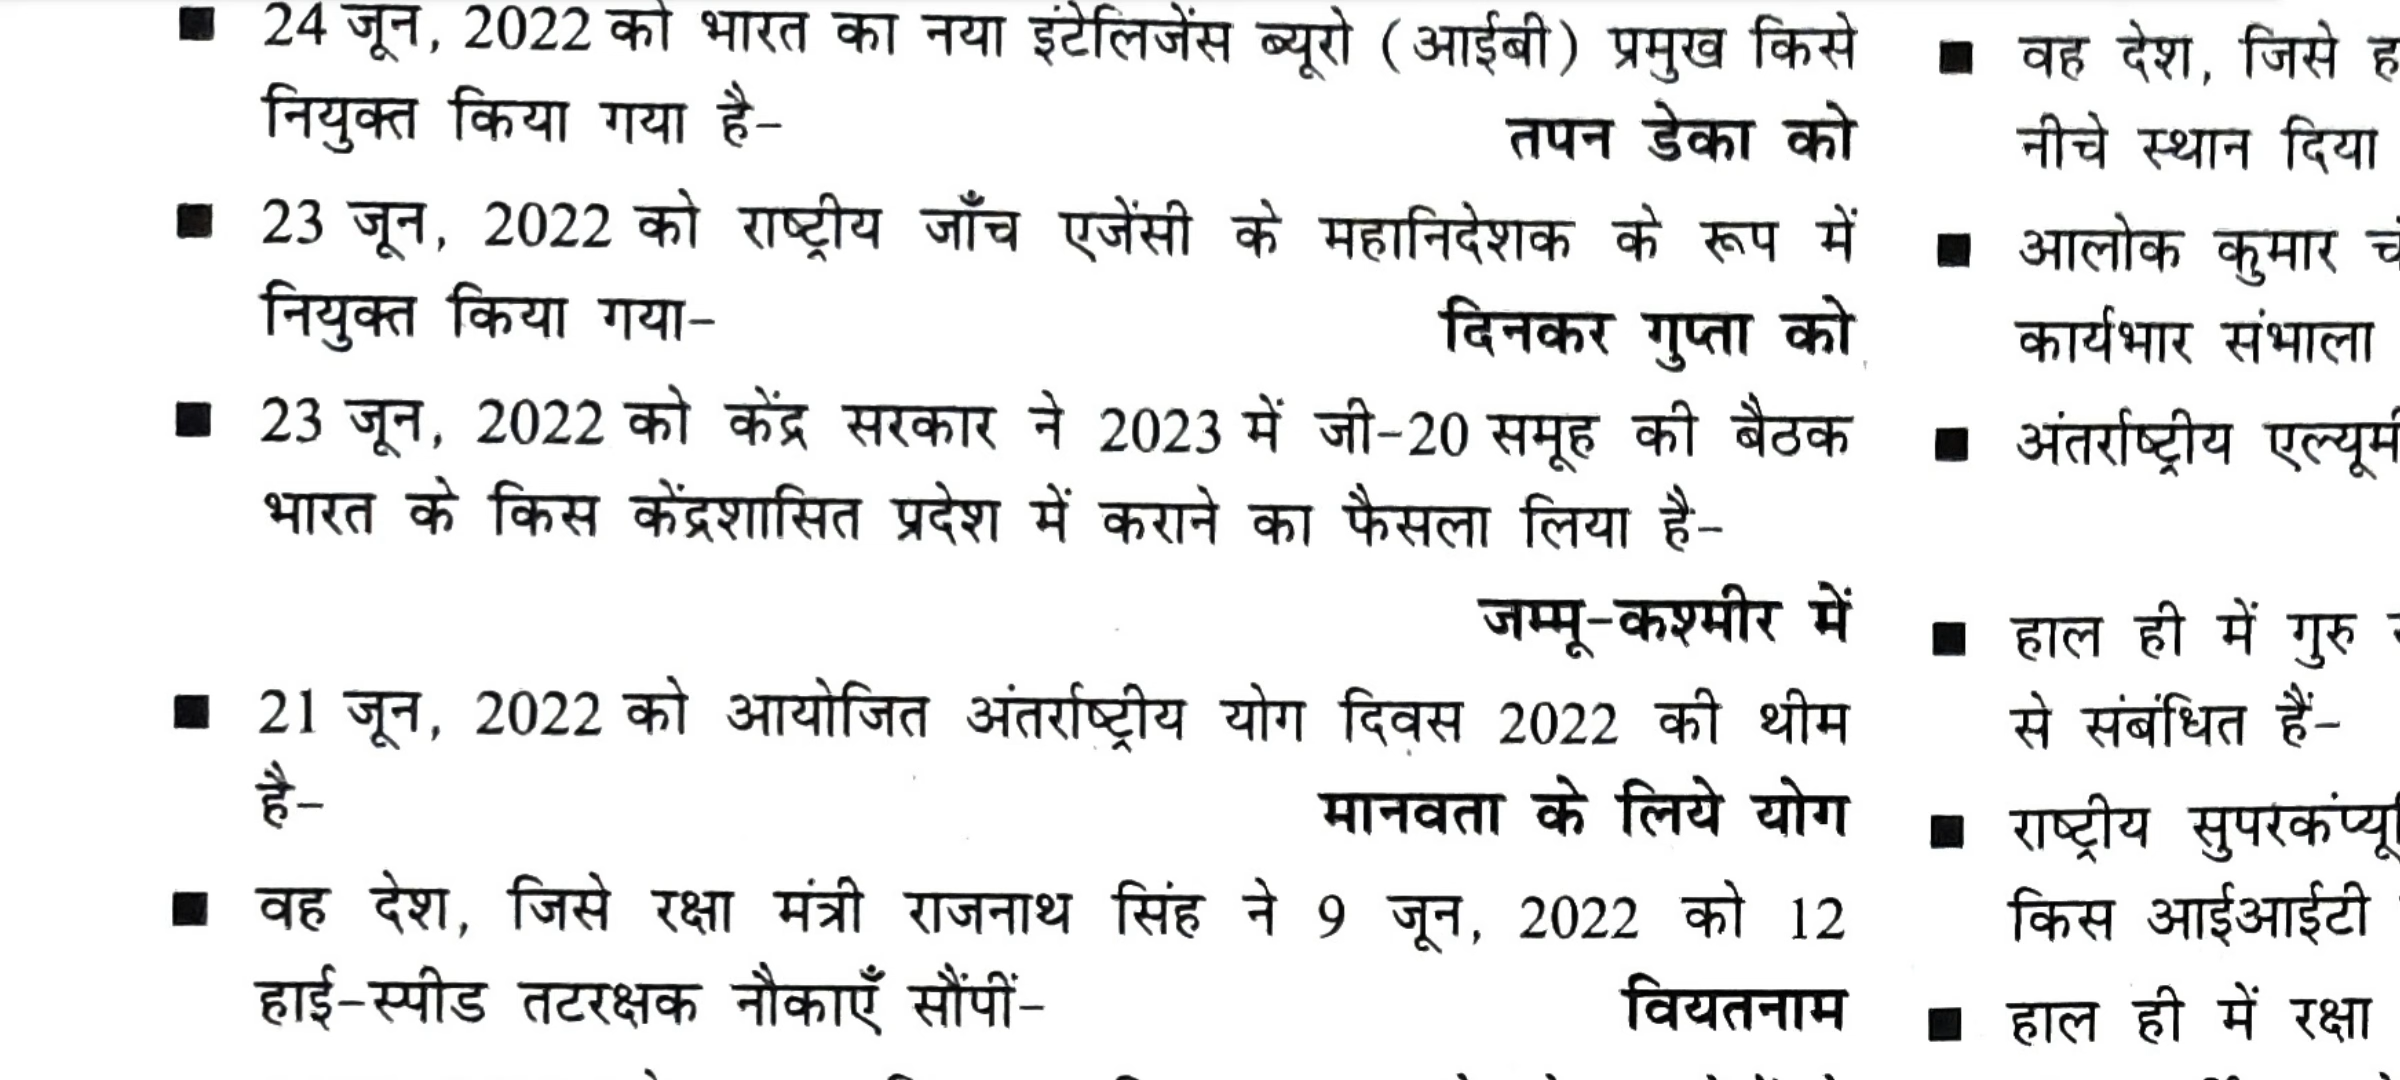 ■ 24 जून, 2022 को भारत का नया इंटेलिजेंस ब्यूरो (आईबी) प्रमुख किसे
नियुक्त किया गया है- तपन डेका को
■ 23 जून, 2022 को राष्ट्रीय जाँच एजेंसी के महानिदेशक के रूप में
नियुक्त किया गया- दिनकर गुप्ता को
■ 23 जून, 2022 को केंद्र सरकार ने 2023 में जी-20 समूह की बैठक
भारत के किस केंद्रशासित प्रदेश में कराने का फैसला लिया है-
जम्मू-कश्मीर में
■ 21 जून, 2022 को आयोजित अंतर्राष्ट्रीय योग दिवस 2022 की थीम
है- मानवता के लिये योग
■ वह देश, जिसे रक्षा मंत्री राजनाथ सिंह ने 9 जून, 2022 को 12
हाई-स्पीड तटरक्षक नौकाएँ सौंपीं- वियतनाम
■ वह देश, जिसे
नीचे स्थान दिया
■ आलोक कुमार
कार्यभार संभाला
■ अंतर्राष्ट्रीय
■ हाल ही में गुरु
से संबंधित हैं-
■ राष्ट्रीय
किस आईआईटी
■ हाल ही में रक्षा